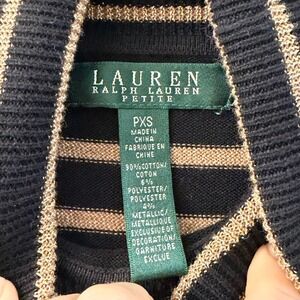 LAUREN
RALPH LAUREN
PETITE
PXS
MADE IN
CHINA
FABRIQUE EN
CHINE
90% COTTON/
COTON
6%
POLYESTER/
POLYESTER
4%
METALLIC/
METALLIQUE
EXCLUSIVE OF
DECORATION/
GARNITURE
EXCLUE